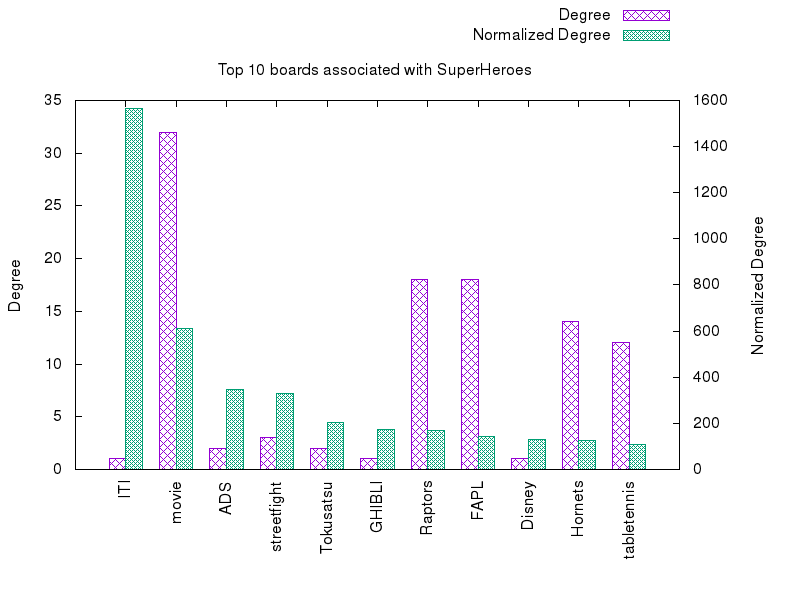 Degree
Normalized Degree
Top 10 boards associated with SuperHeroes
35
30
25
20
15
10
5
0
Degree
1600
1400
1200
1000
800
600
400
200
0
Normalized Degree
ITI
movie
ADS
streetfight
Tokusatsu
GHIBLI
Raptors
FAPL
Disney
Hornets
tabletennis